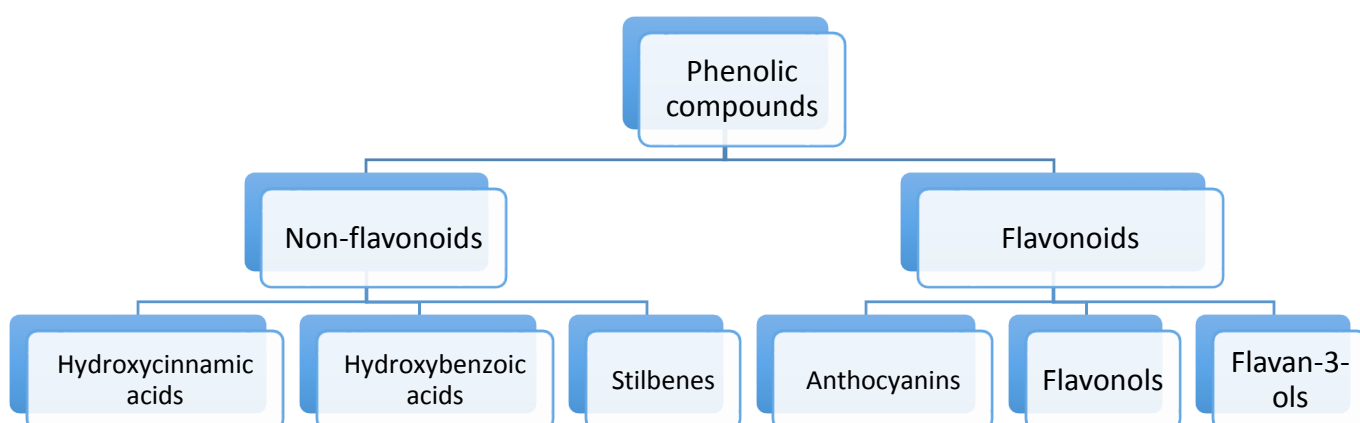 Phenolic
compounds
Non-flavonoids
Flavonoids
Hydroxycinnamic
acids
Hydroxybenzoic
acids
Stilbenes
Anthocyanins
Flavonols
Flavan-3-
ols